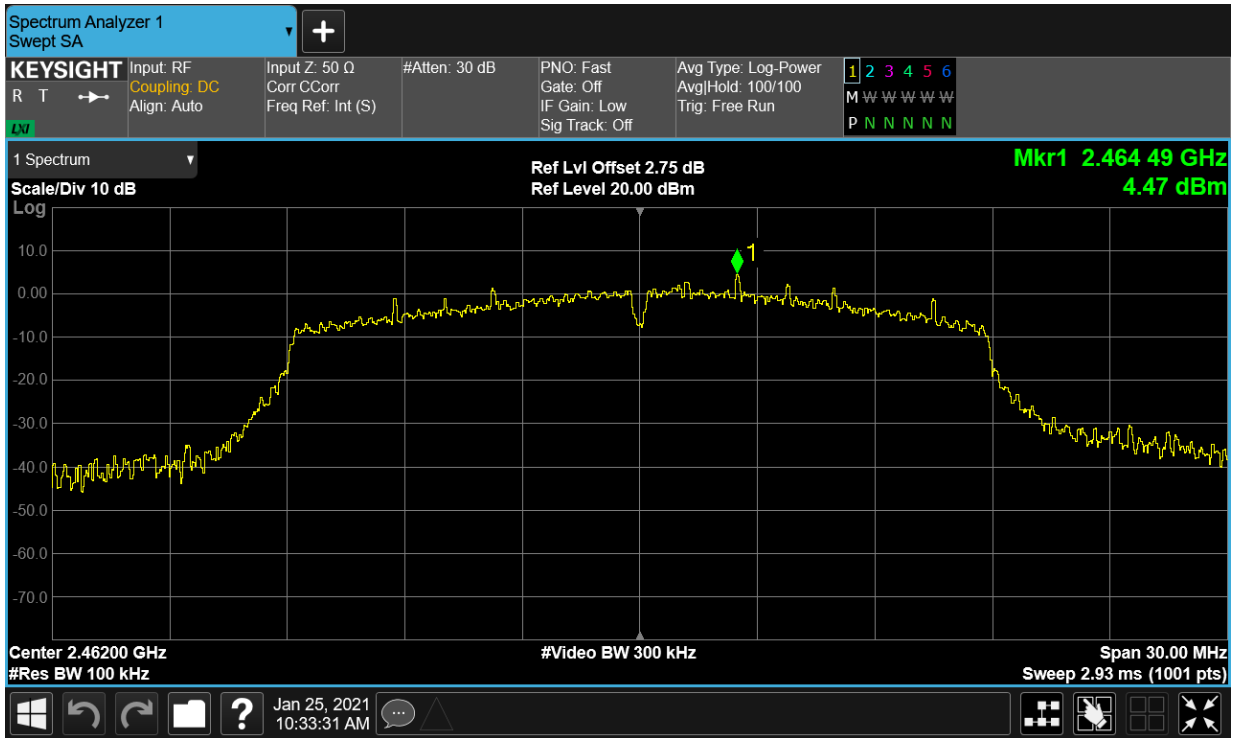 Spectrum Analyzer 1
Swept SA
KEYSIGHT
R T
LXI
Input: RF
Coupling: DC
Align: Auto
Input Z: 50 Ω
Corr CCorr
Freq Ref: Int (S)
#Atten: 30 dB
PNO: Fast
Gate: Off
IF Gain: Low
Sig Track: Off
Avg Type: Log-Power
Avg|Hold: 100/100
Trig: Free Run
1 2 3 4 5 6
M W W W W W
P N N N N N
1 Spectrum
Scale/Div 10 dB
Log
Ref Lvl Offset 2.75 dB
Ref Level 20.00 dBm
Mkr1 2.464 49 GHz
4.47 dBm
1
10.0
0.00
-10.0
-20.0
-30.0
-40.0
-50.0
-60.0
-70.0
Center 2.46200 GHz
#Res BW 100 kHz
#Video BW 300 kHz
Span 30.00 MHz
Sweep 2.93 ms (1001 pts)
?
Jan 25, 2021
10:33:31 AM